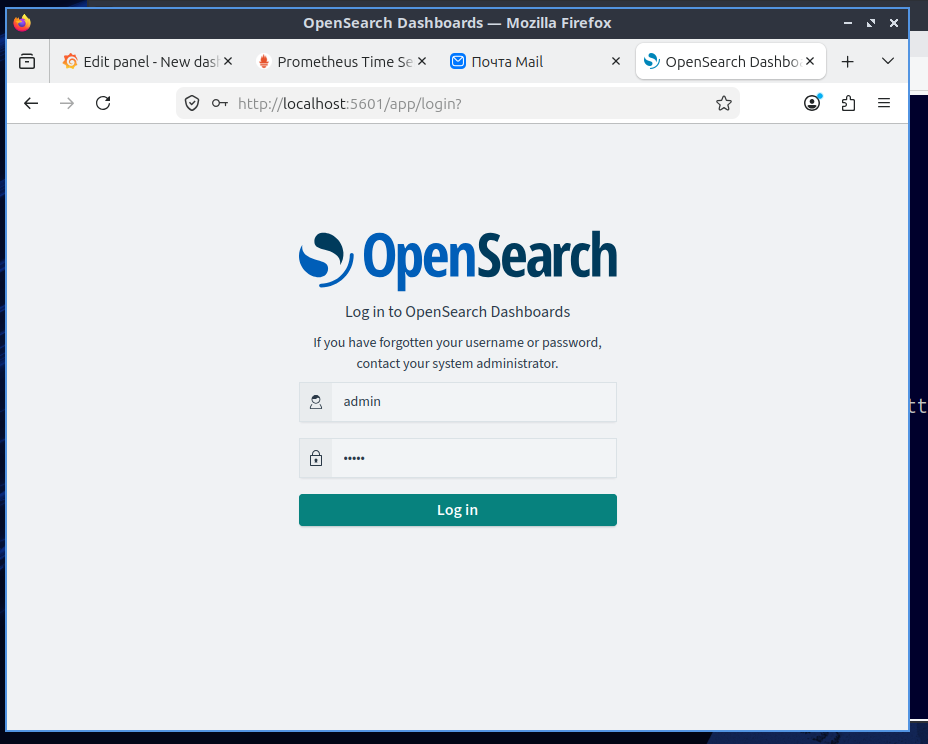 OpenSearch Dashboards — Mozilla Firefox
Edit panel - New das
Prometheus Time Se
Почта Mail
OpenSearch Dashbo
http://localhost:5601/app/login?
OpenSearch
Log in to OpenSearch Dashboards
If you have forgotten your username or password,
contact your system administrator.
admin
•••••
Log in
tt